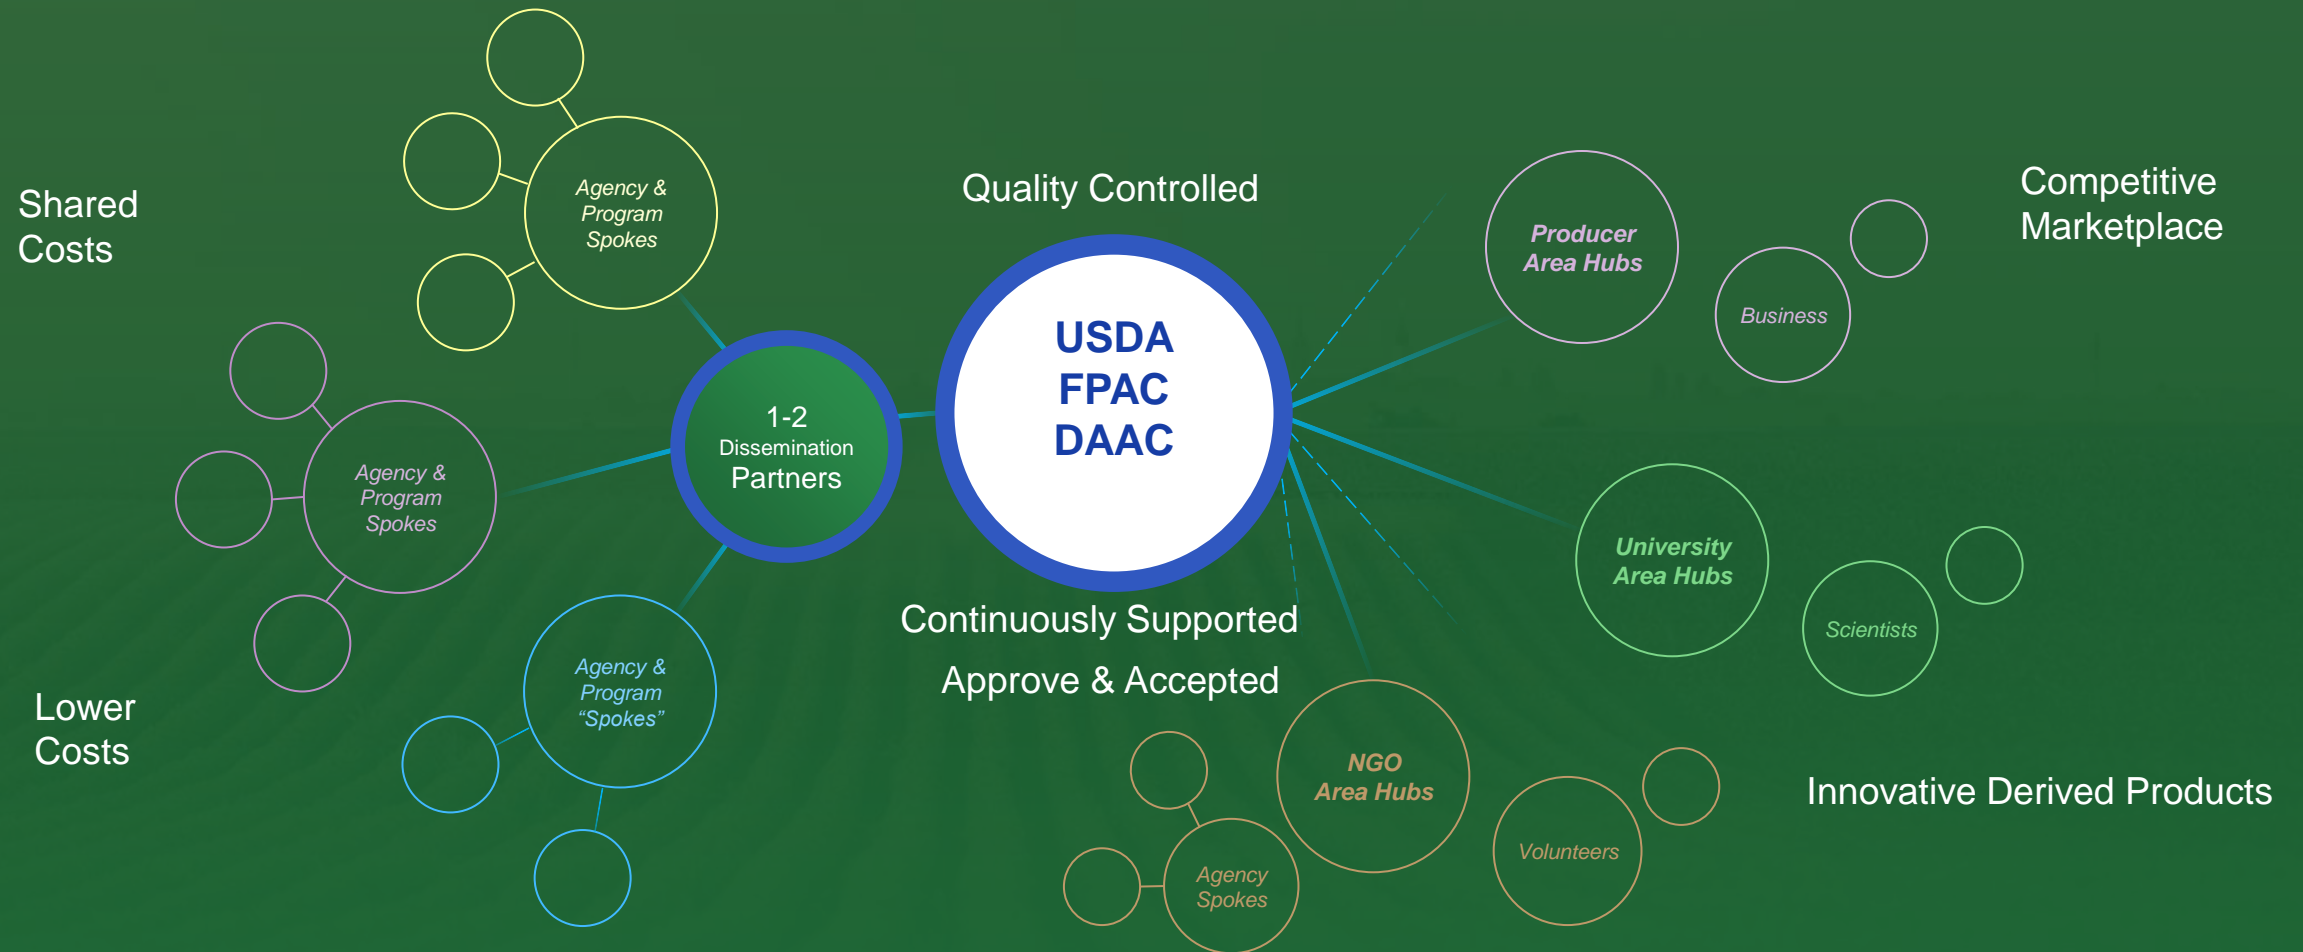 Shared
Costs
Agency &
Program
Spokes
Agency &
Program
Spokes
Agency &
Program
“Spokes”
Lower
Costs
1-2
Dissemination
Partners
Quality Controlled
USDA
FPAC
DAAC
Continuously Supported
Approve & Accepted
Producer
Area Hubs
Business
Competitive
Marketplace
University
Area Hubs
Scientists
NGO
Area Hubs
Agency
Spokes
Volunteers
Innovative Derived Products